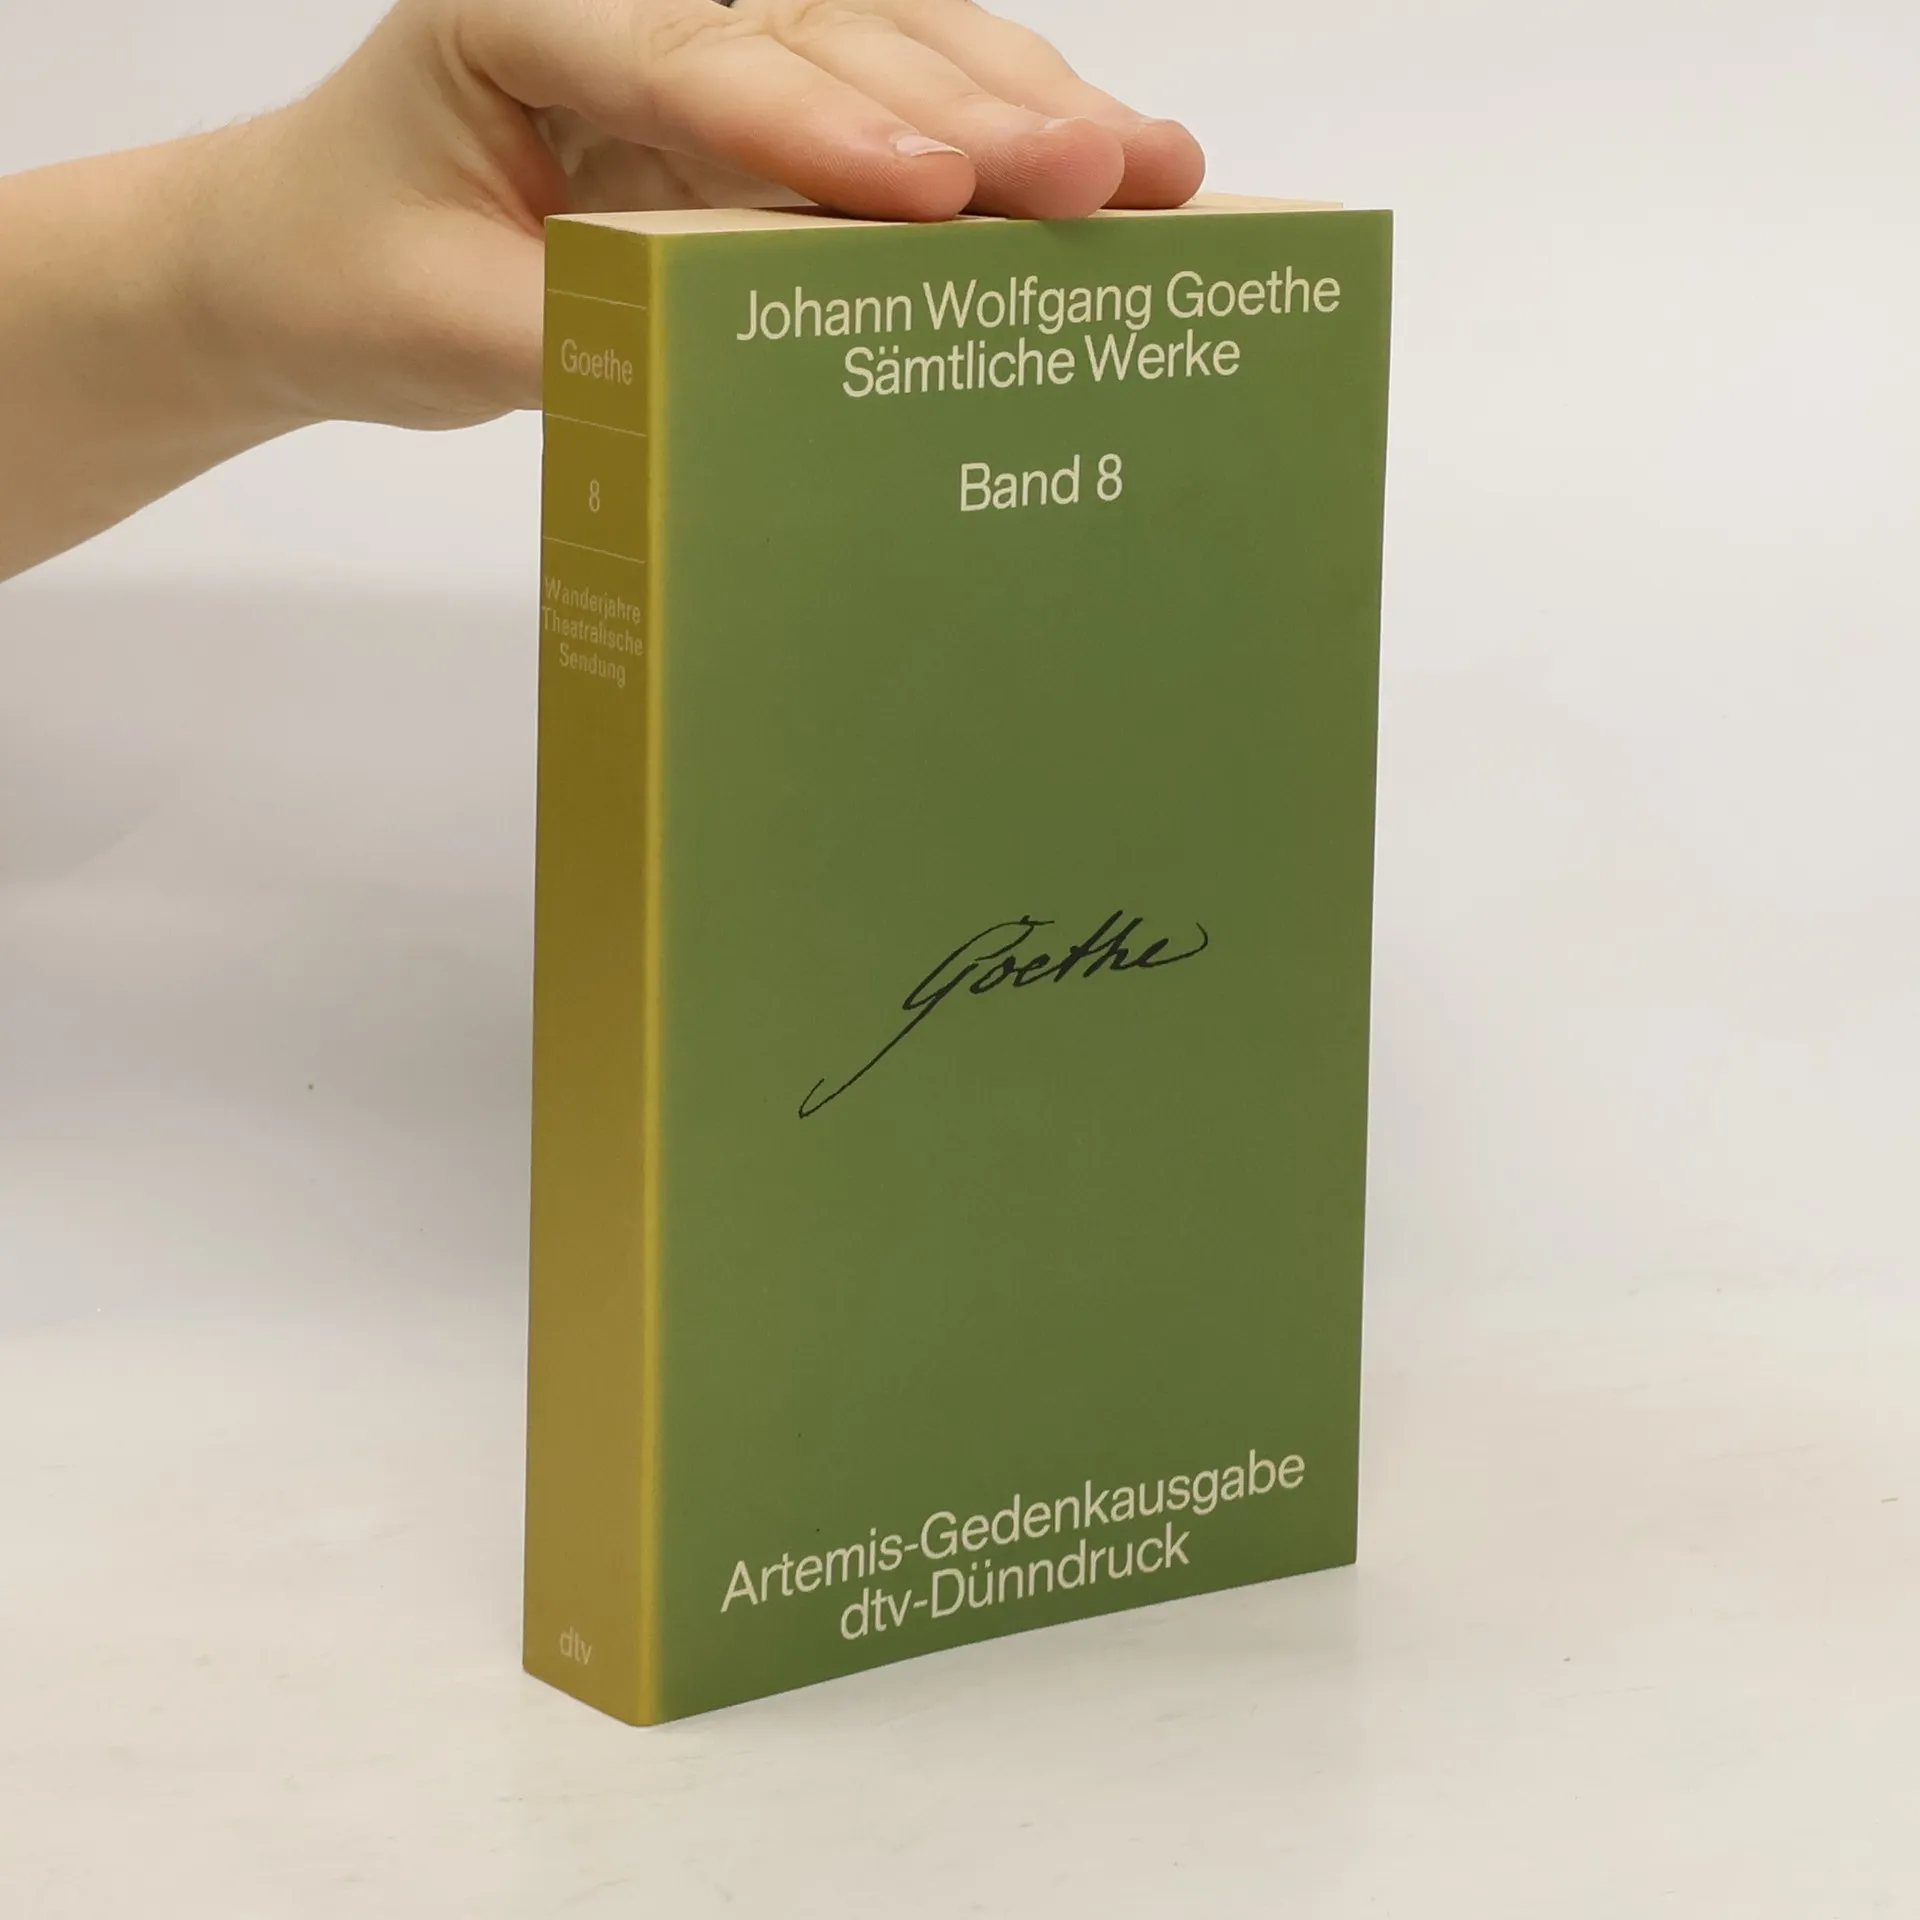 Johann Wolfgang Goethe
Sämtliche Werke
Band 8
Goethe
Artemis-Gedenkausgabe
dtv-Dünndruck
Goethe
8
Wanderjahre
Theatralische
Sendung
dtv